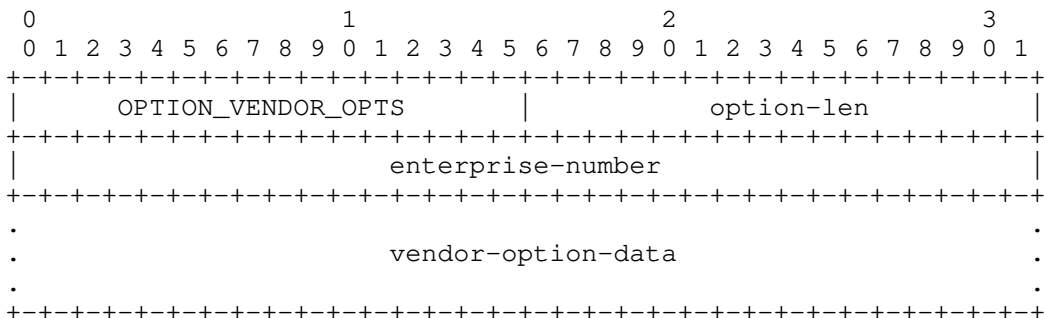 0                   1                   2                   3
 0 1 2 3 4 5 6 7 8 9 0 1 2 3 4 5 6 7 8 9 0 1 2 3 4 5 6 7 8 9 0 1
+-+-+-+-+-+-+-+-+-+-+-+-+-+-+-+-+-+-+-+-+-+-+-+-+-+-+-+-+-+-+-+-+
|      OPTION_VENDOR_OPTS       |           option-len          |
+-+-+-+-+-+-+-+-+-+-+-+-+-+-+-+-+-+-+-+-+-+-+-+-+-+-+-+-+-+-+-+-+
|                       enterprise-number                       |
+-+-+-+-+-+-+-+-+-+-+-+-+-+-+-+-+-+-+-+-+-+-+-+-+-+-+-+-+-+-+-+-+
.                                                               .
.                       vendor-option-data                      .
.                                                               .
+-+-+-+-+-+-+-+-+-+-+-+-+-+-+-+-+-+-+-+-+-+-+-+-+-+-+-+-+-+-+-+-+